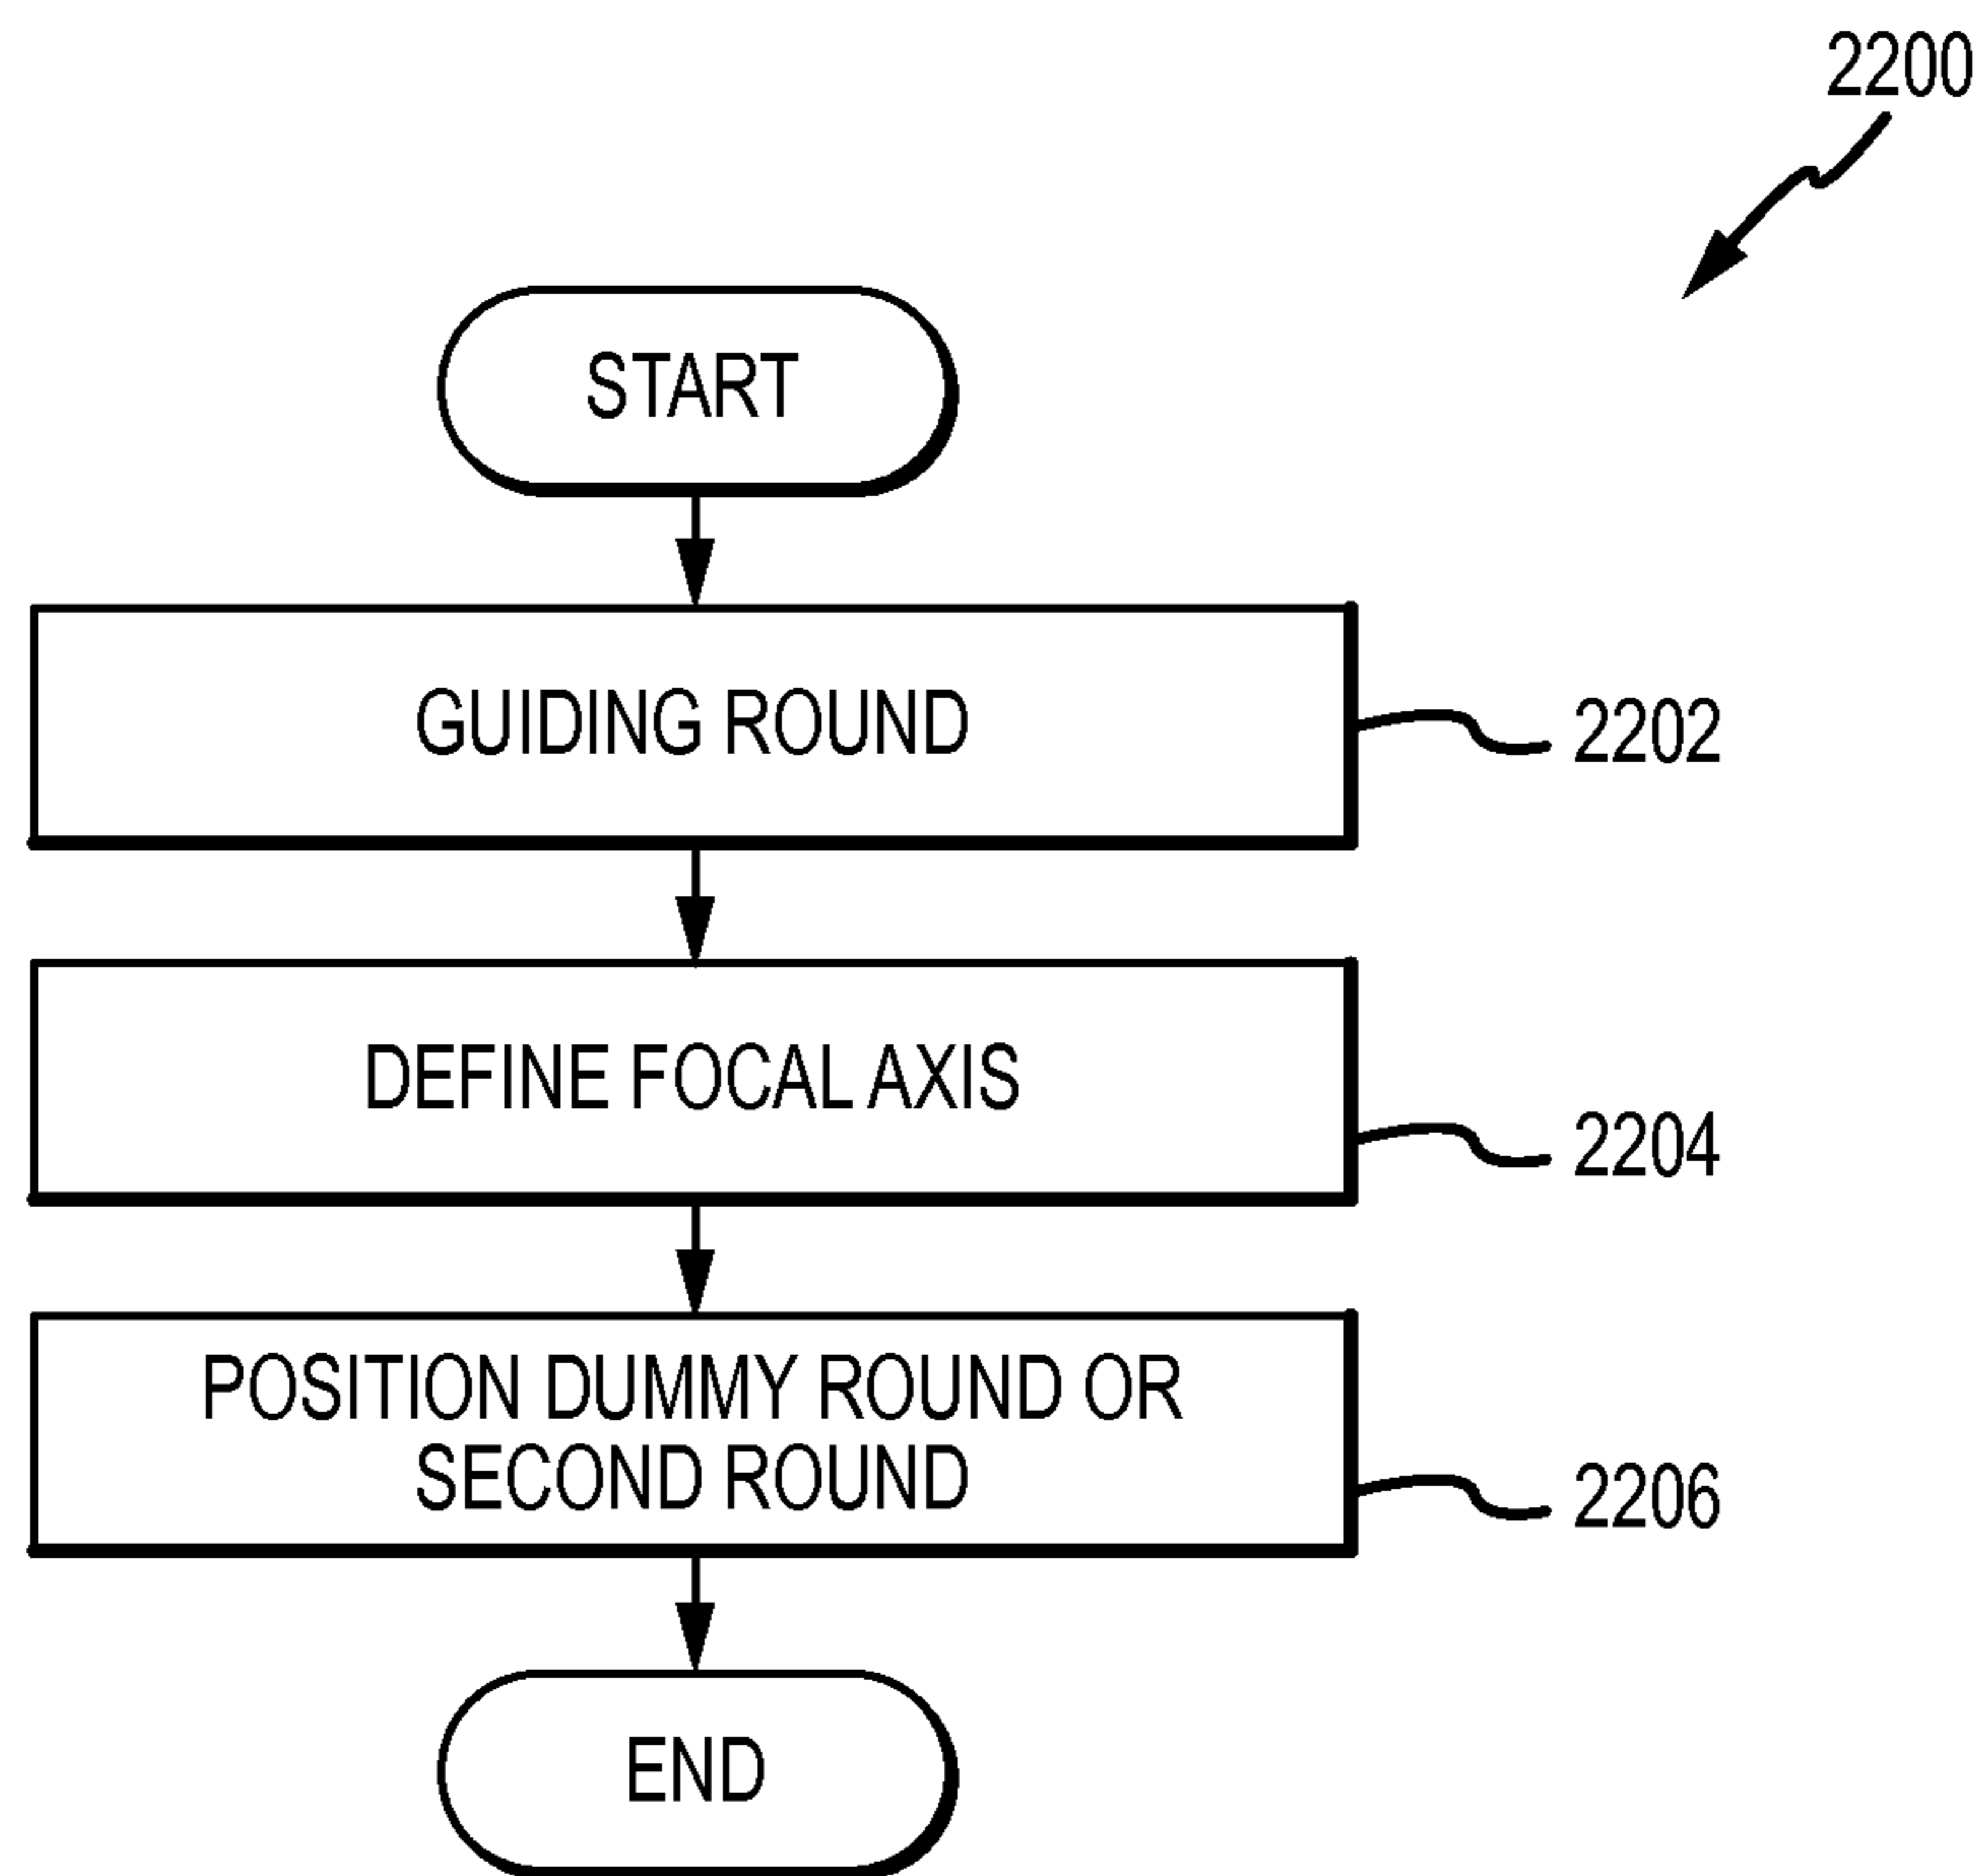 2200
START
GUIDING ROUND
2202
DEFINE FOCAL AXIS
2204
POSITION DUMMY ROUND OR
SECOND ROUND
2206
END